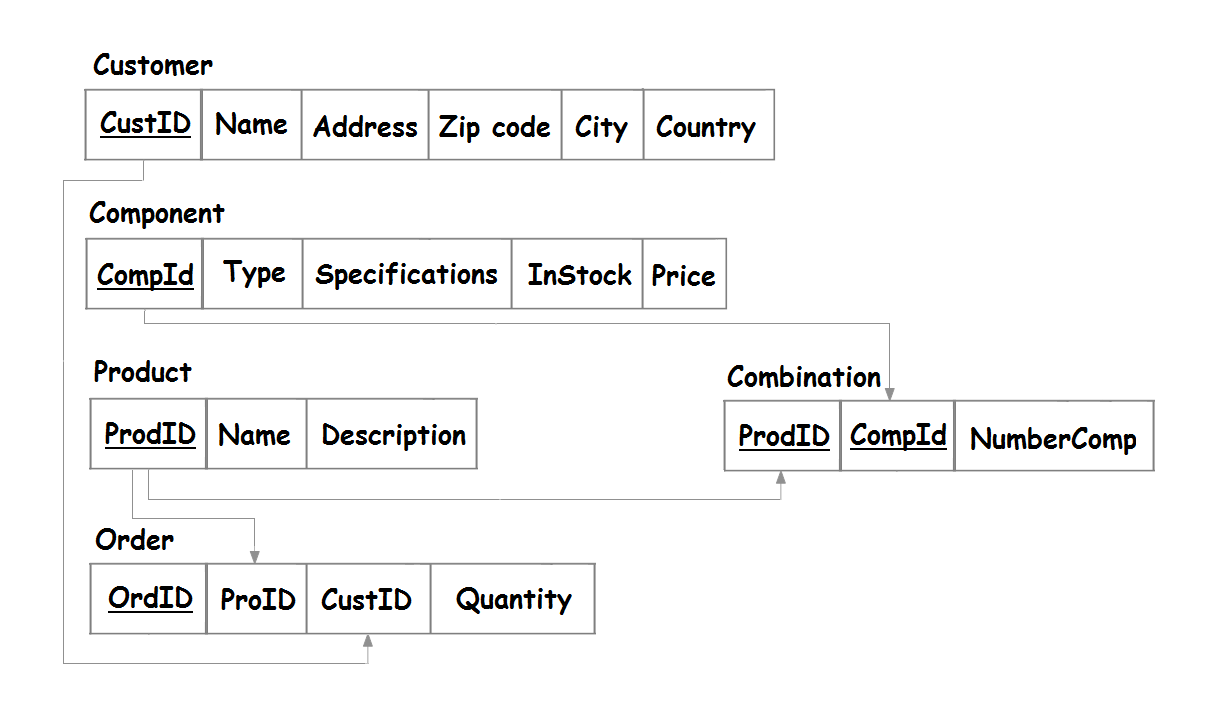 Customer
CustID Name Address Zip code City Country
Component
CompId Type Specifications InStock Price
Product
ProdID Name Description
Combination
ProdID CompId NumberComp
Order
OrdID ProID CustID Quantity